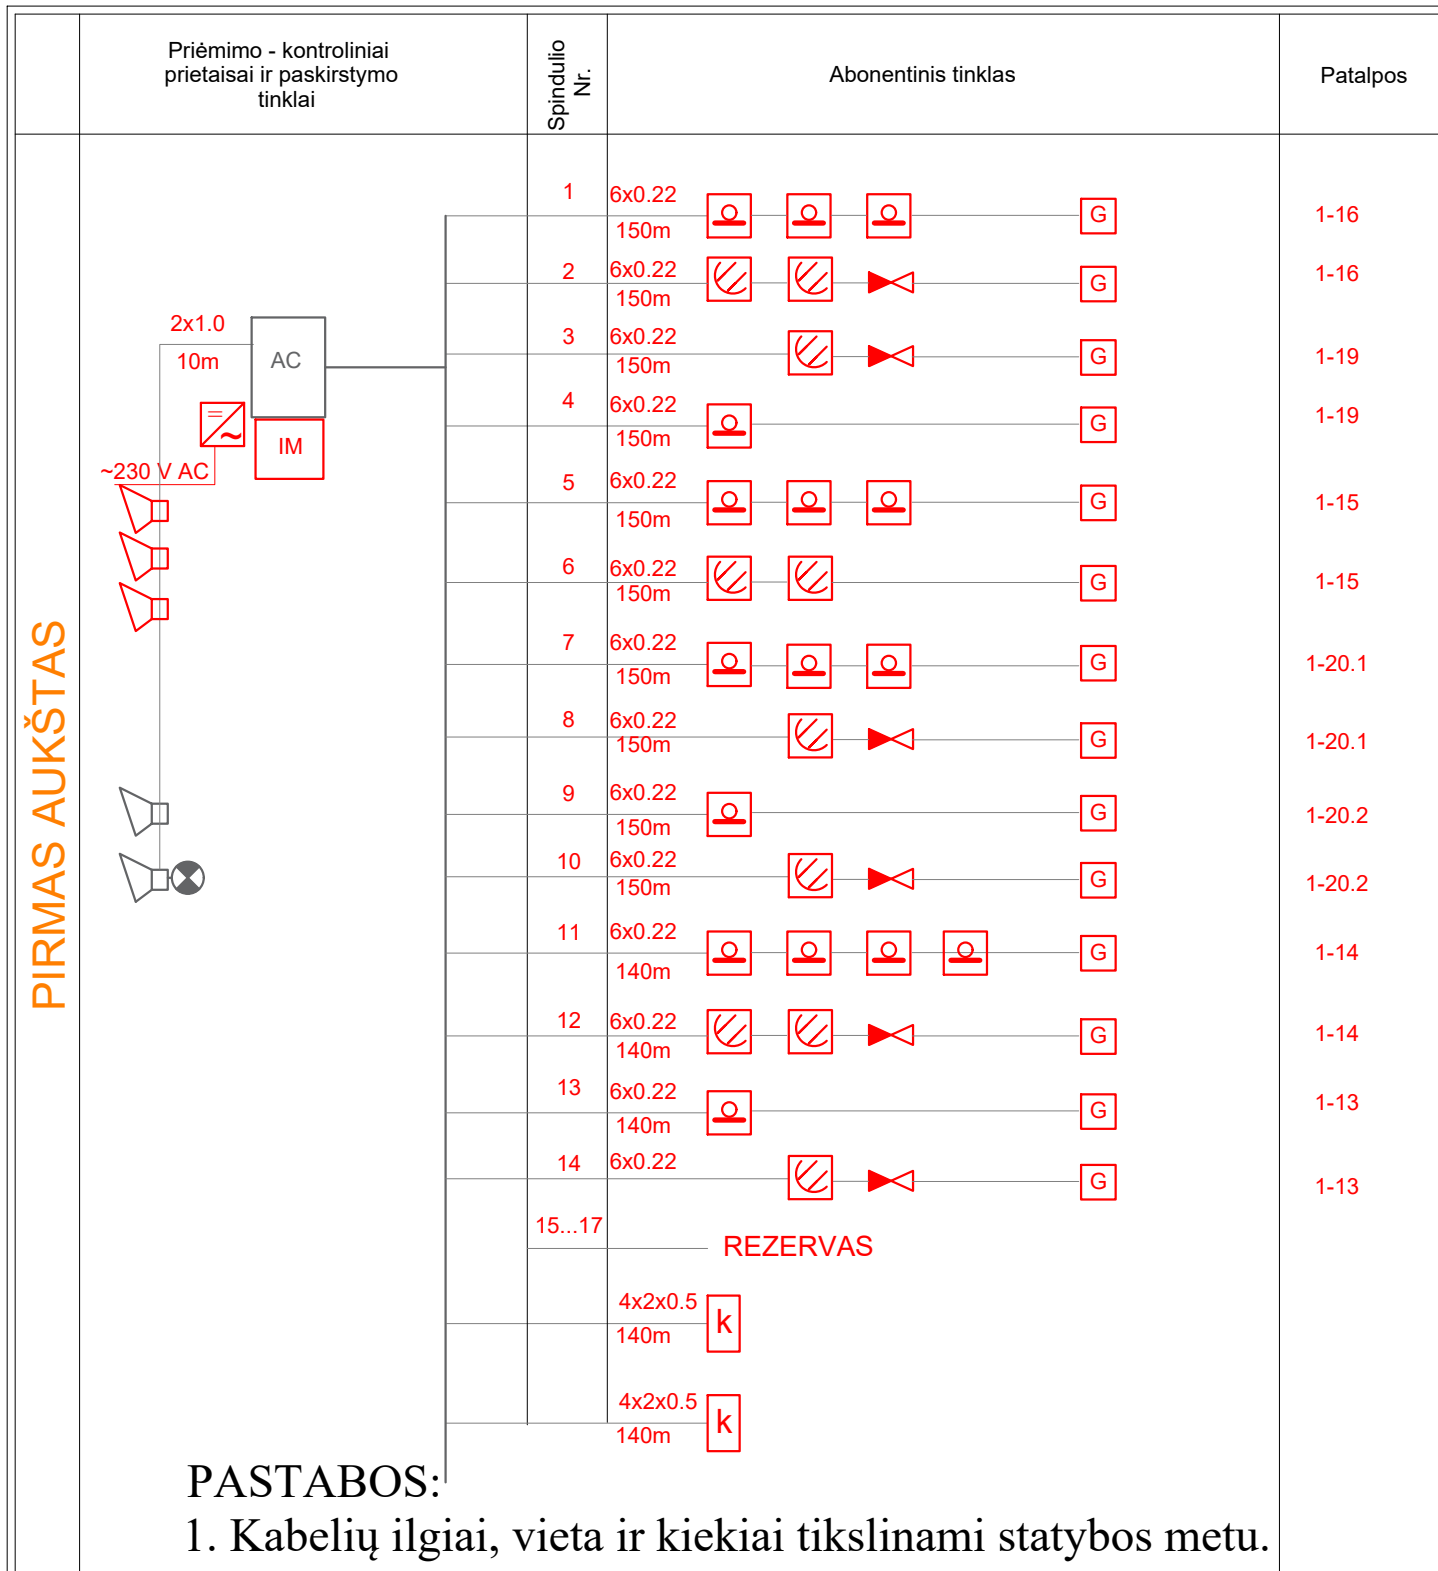 Priėmimo - kontroliniai
prietaisai ir paskirstymo
tinklai
Spindulio
Nr.
Abonentinis tinklas
Patalpos
PIRMAS AUKŠTAS
2x1.0
10m
AC
IM
~230 V AC
1 6x0.22 G 1-16
150m
2 6x0.22 G 1-16
150m
3 6x0.22 G 1-19
150m
4 6x0.22 G 1-19
150m
5 6x0.22 G 1-15
150m
6 6x0.22 G 1-15
150m
7 6x0.22 G 1-20.1
150m
8 6x0.22 G 1-20.1
150m
9 6x0.22 G 1-20.2
150m
10 6x0.22 G 1-20.2
150m
11 6x0.22 G 1-14
140m
12 6x0.22 G 1-14
140m
13 6x0.22 G 1-13
140m
14 6x0.22 G 1-13
15...17 REZERVAS
4x2x0.5 k
140m
4x2x0.5 k
140m
PASTABOS:
1. Kabelių ilgiai, vieta ir kiekiai tikslinami statybos metu.